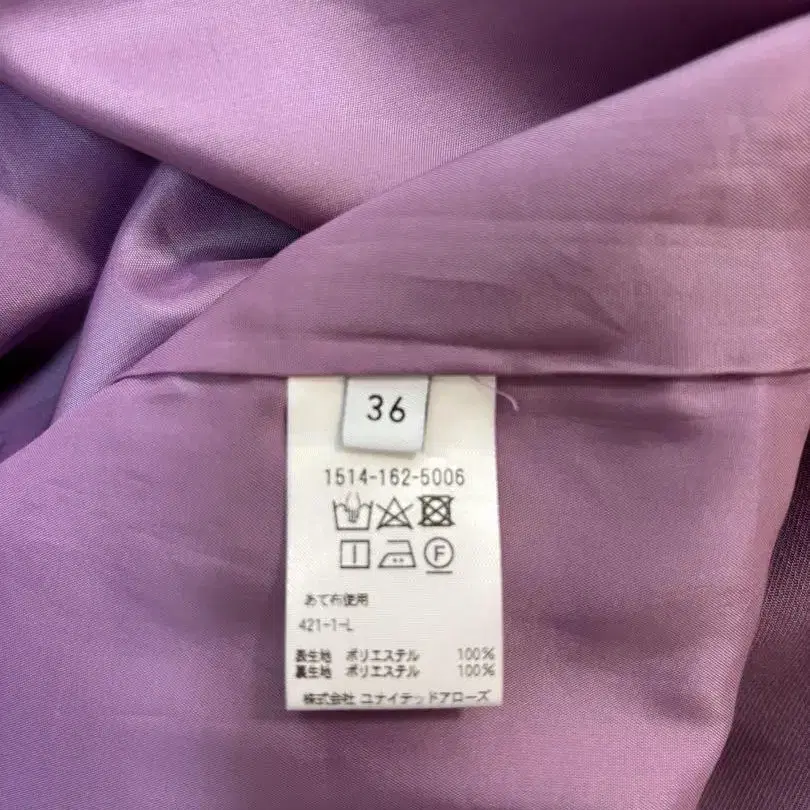 36
1514-162-5006
F
あて布使用
421-1-L
表生地 ポリエステル 100%
裏生地 ポリエステル 100%
株式会社 ユナイテッドアローズ